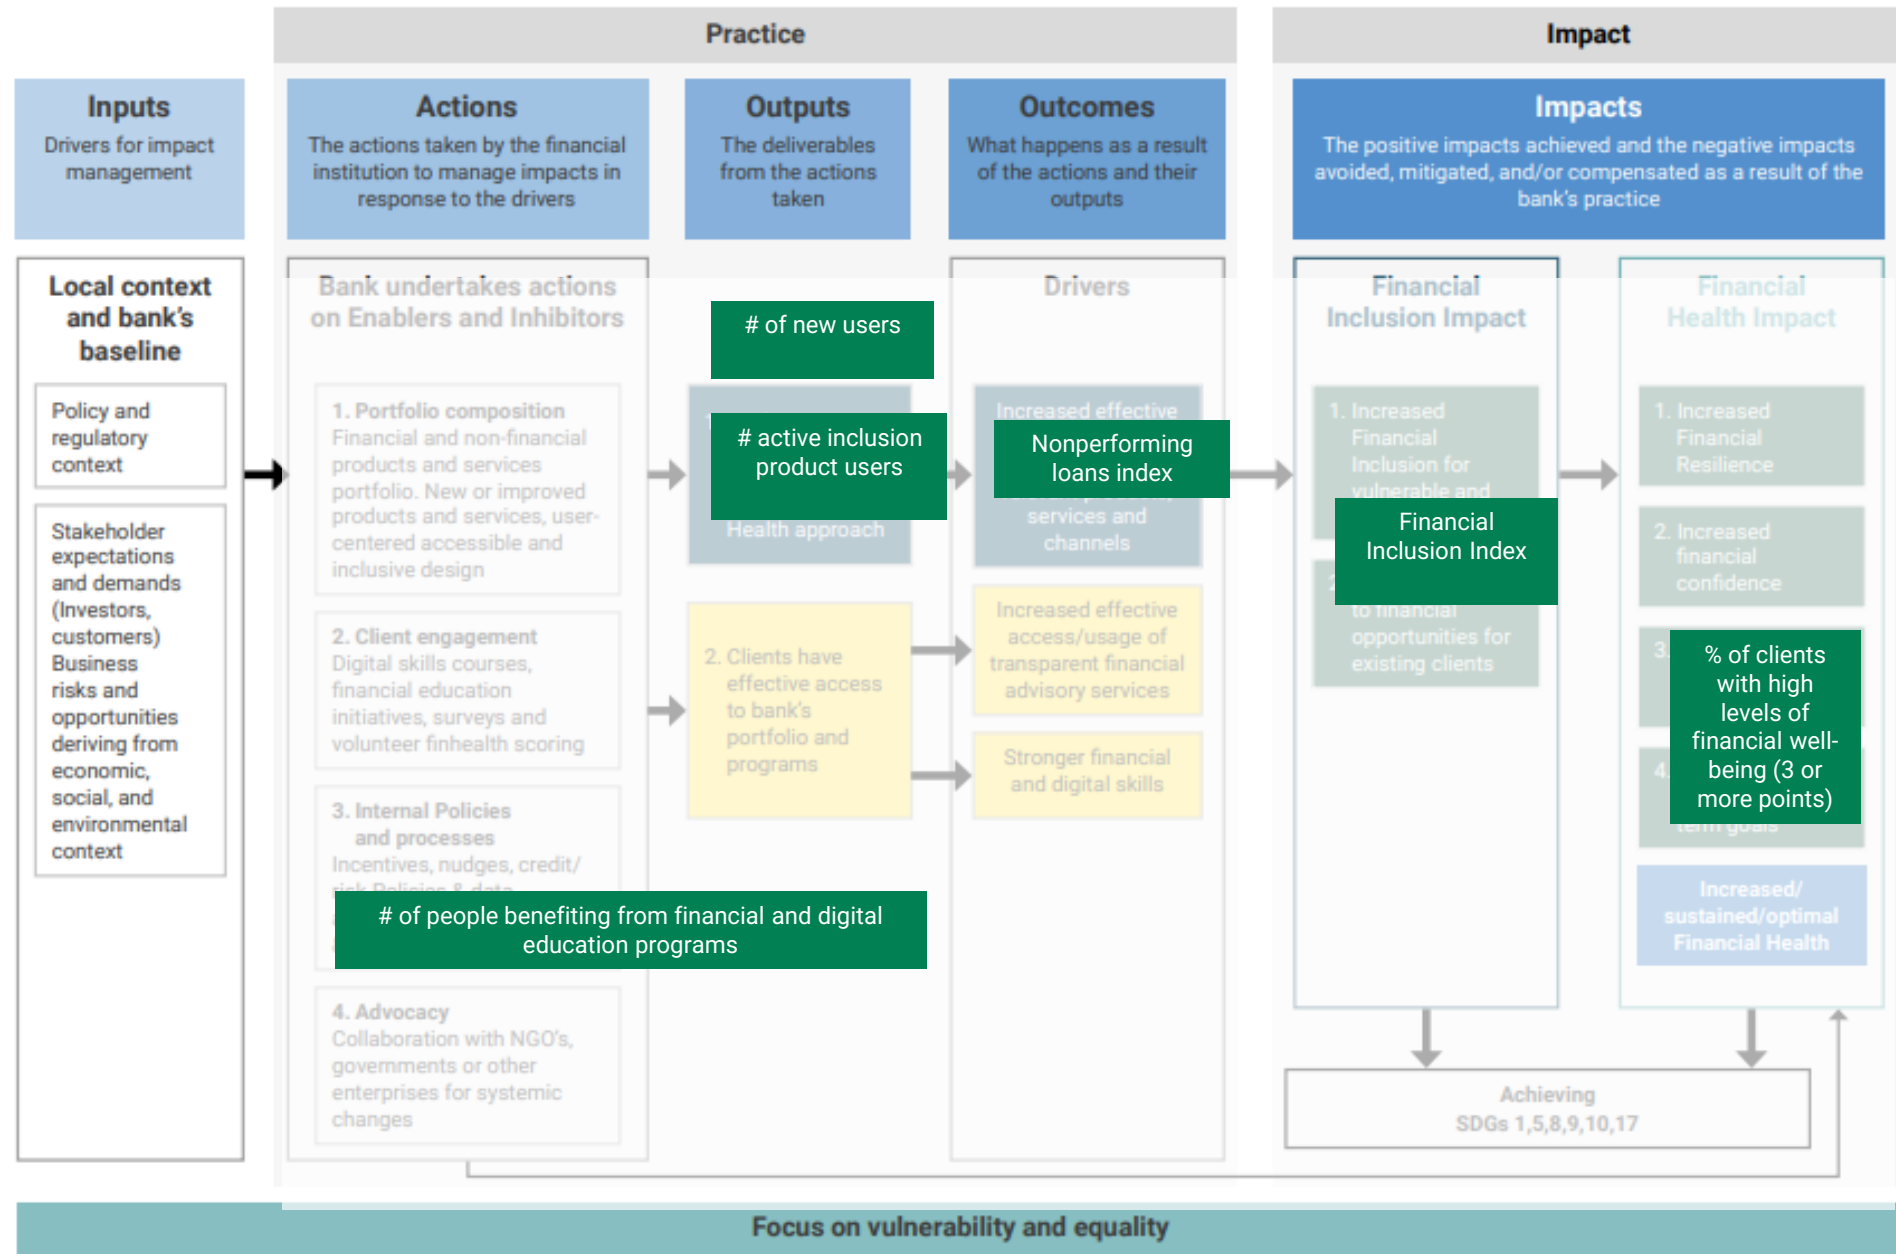 Practice
Impact
Inputs
Drivers for impact
management
Actions
The actions taken by the financial
institution to manage impacts in
response to the drivers
Outputs
The deliverables
from the actions
taken
Outcomes
What happens as a result
of the actions and their
outputs
Impacts
The positive impacts achieved and the negative impacts
avoided, mitigated, and/or compensated as a result of the
bank's practice
Local context
and bank's
baseline
Policy and
regulatory
context
Stakeholder
expectations
and demands
(Investors,
customers)
Business
risks and
opportunities
deriving from
economic,
social, and
environmental
context
Bank undertakes actions
on Enablers and Inhibitors
1. Portfolio composition
Financial and non-financial
products and services
portfolio. New or improved
products and services, user-
centered accessible and
inclusive design
2. Client engagement
Digital skills courses,
financial education
initiatives, surveys and
volunteer finhealth scoring
3. Internal Policies
and processes
Incentives, nudges, credit/
risk Policies & data
# of people benefiting from financial and digital
education programs
4. Advocacy
Collaboration with NGO's,
governments or other
enterprises for systemic
changes
# of new users
# active inclusion
product users
Health approach
2. Clients have
effective access
to bank's
portfolio and
programs
Drivers
Increased effective
Nonperforming
loans index
services and
channels
Increased effective
access/usage of
transparent financial
advisory services
Stronger financial
and digital skills
Financial
Inclusion Impact
1. Increased
Financial
Inclusion for
vulnerable and
Financial
Inclusion Index
to financial
opportunities for
existing clients
Financial
Health Impact
1. Increased
Financial
Resilience
2. Increased
financial
confidence
3.
% of clients
with high
levels of
financial well-
being (3 or
more points)
4.
term goals
Increased/
sustained/optimal
Financial Health
Achieving
SDGs 1,5,8,9,10,17
Focus on vulnerability and equality